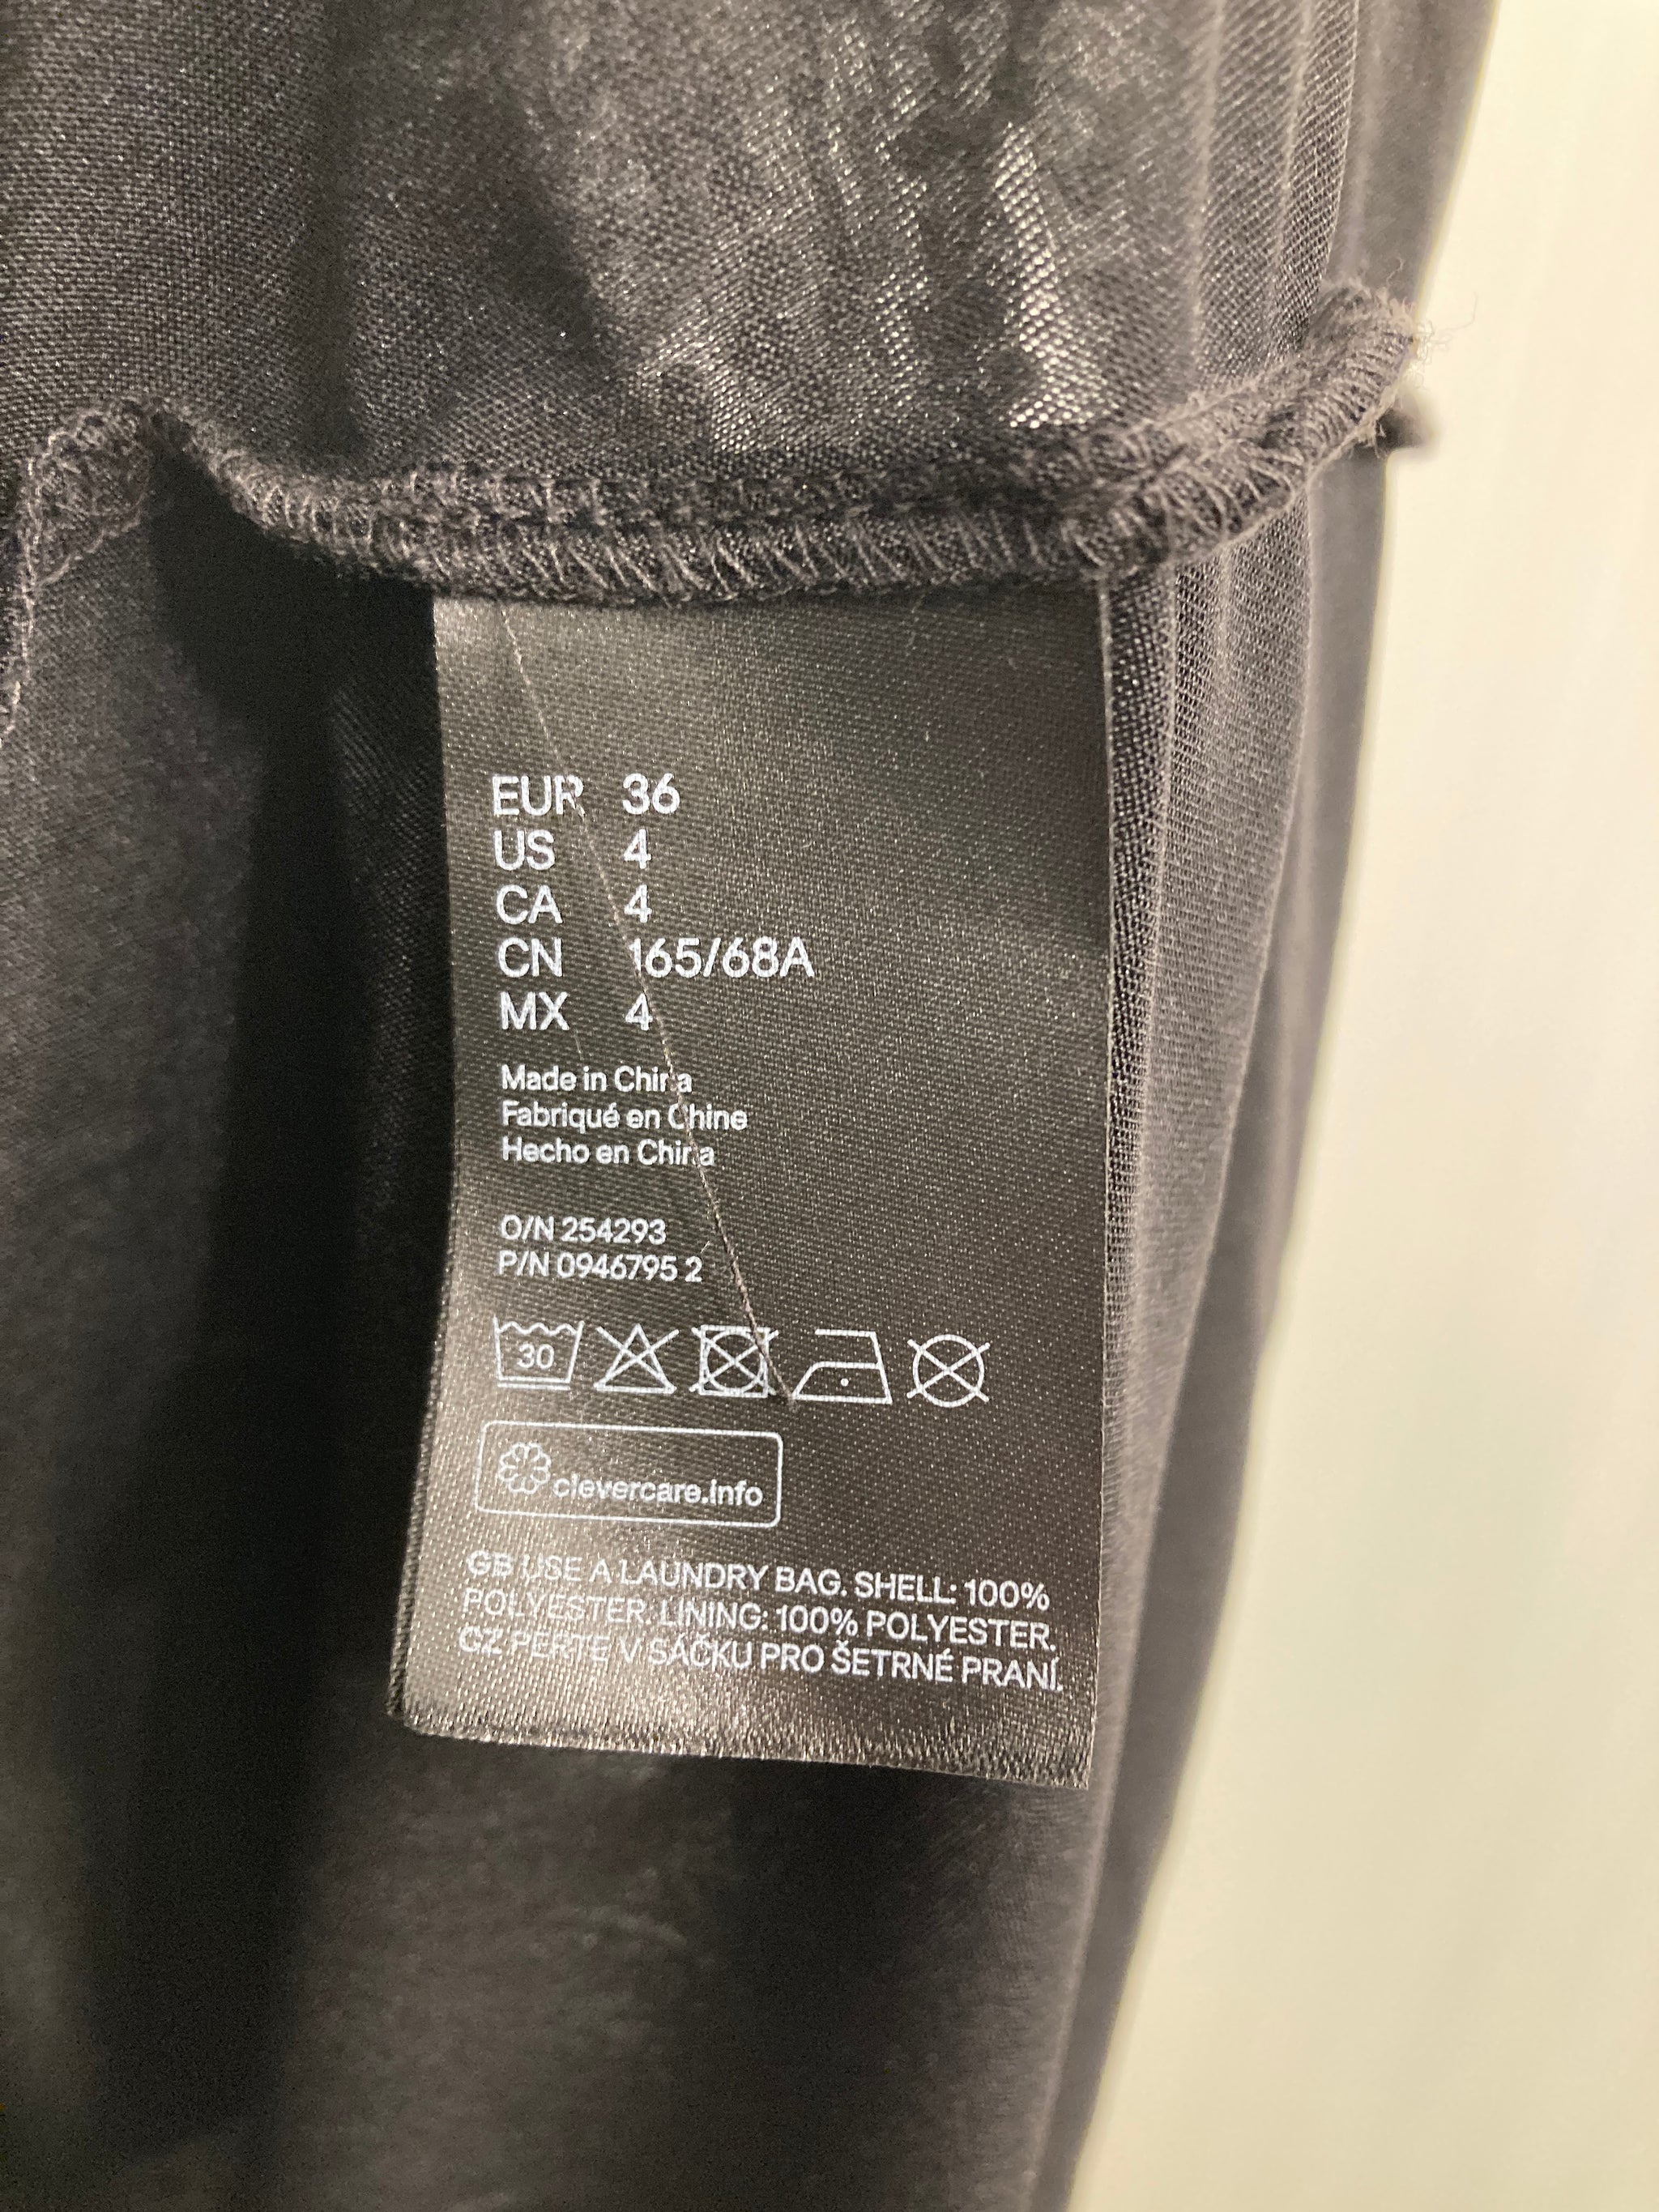 EUR 36
US 4
CA 4
CN 165/68A
MX 4
Made in China
Fabriqué en Chine
Hecho en China
O/N 254293
P/N 0946795 2
30
clevercare.info
GB USE A LAUNDRY BAG. SHELL: 100%
POLYESTER. LINING: 100% POLYESTER.
CZ PERTE V SÁČKU PRO ŠETRNÉ PRANÍ.